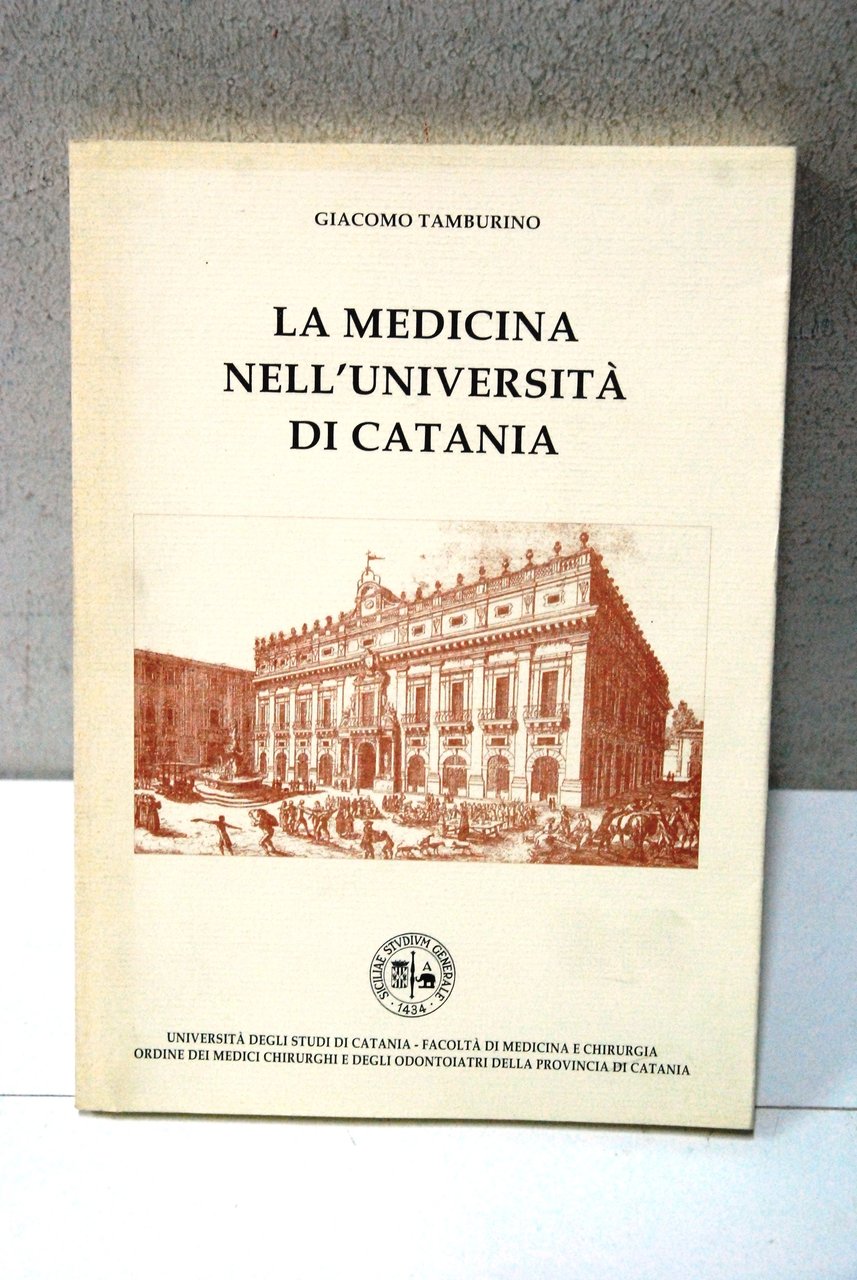 GIACOMO TAMBURINO
LA MEDICINA
NELL'UNIVERSITÀ
DI CATANIA
SICILIAE STVDIVM GENERALE
A
· 1434 ·
UNIVERSITÀ DEGLI STUDI DI CATANIA - FACOLTÀ DI MEDICINA E CHIRURGIA
ORDINE DEI MEDICI CHIRURGHI E DEGLI ODONTOIATRI DELLA PROVINCIA DI CATANIA